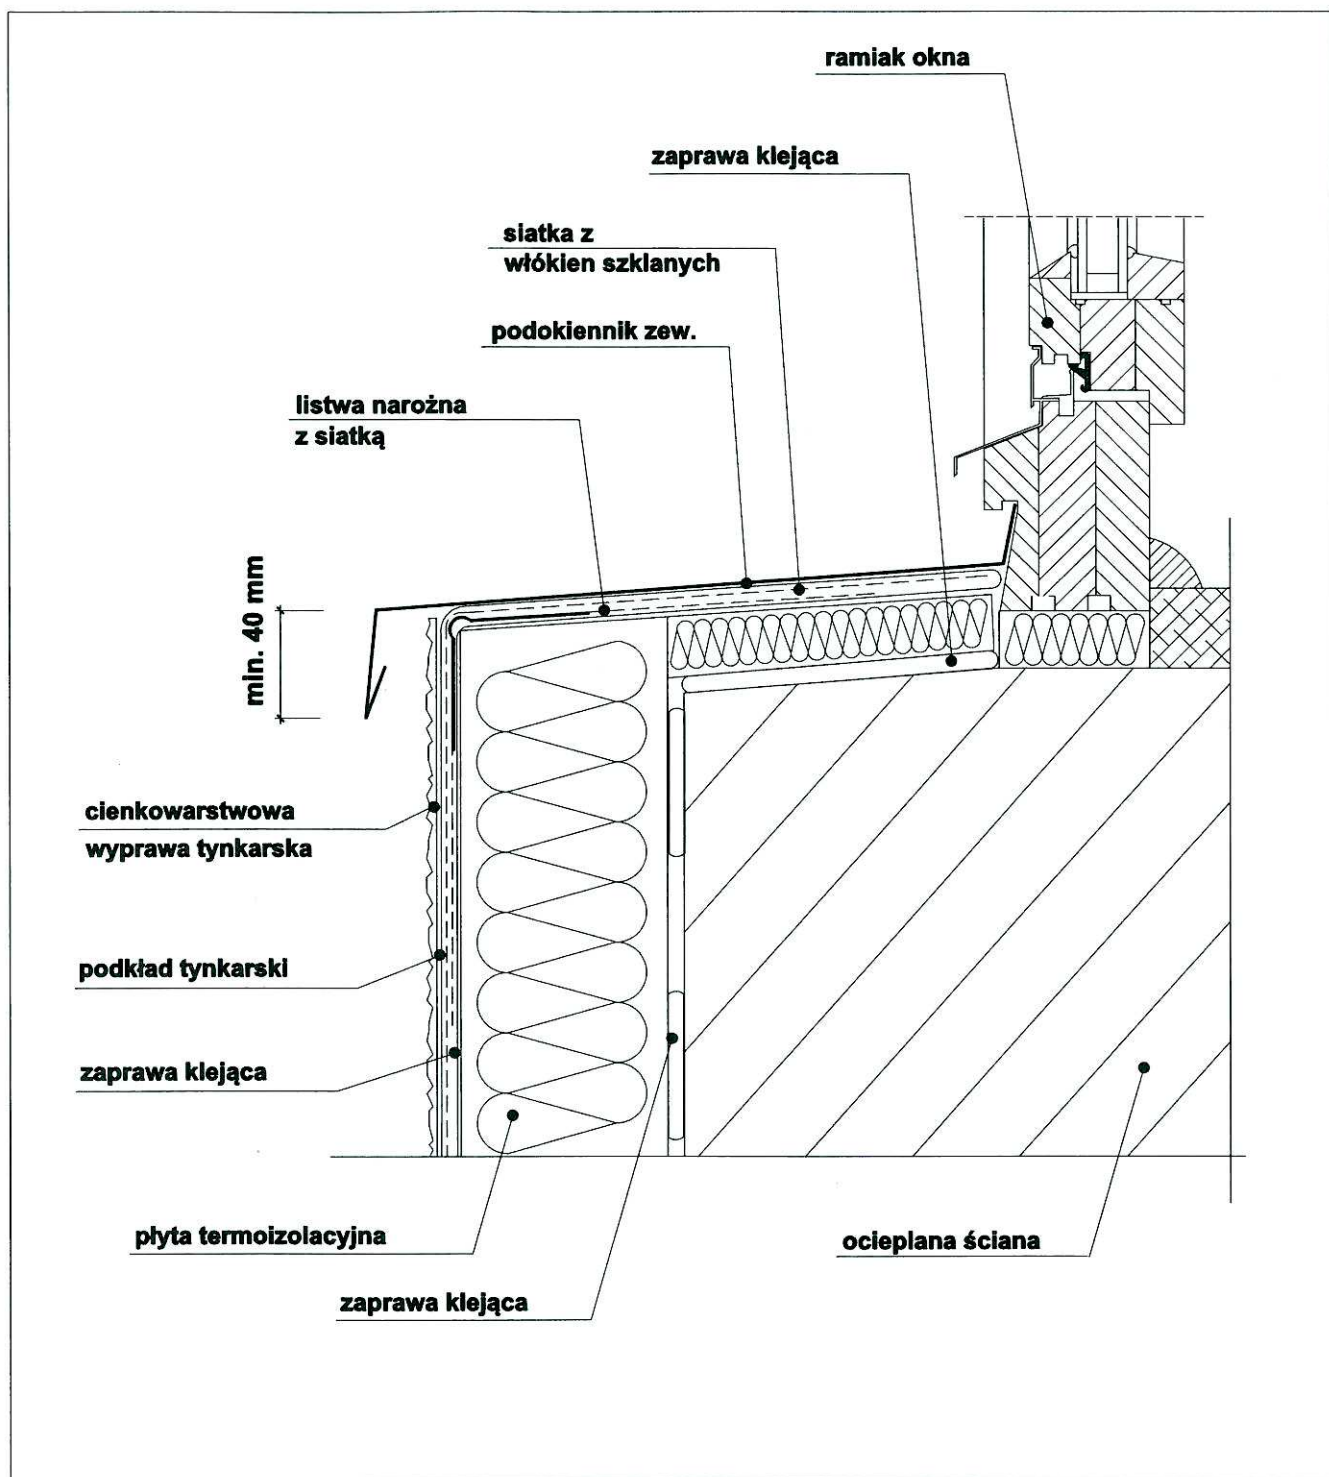 ramiak okna
zaprawa klejąca
siatka z
włókien szklanych
podokiennik zew.
listwa narożna
z siatką
min. 40 mm
cienkowarstwowa
wyprawa tynkarska
podkład tynkarski
zaprawa klejąca
płyta termoizolacyjna
ocieplana ściana
zaprawa klejąca